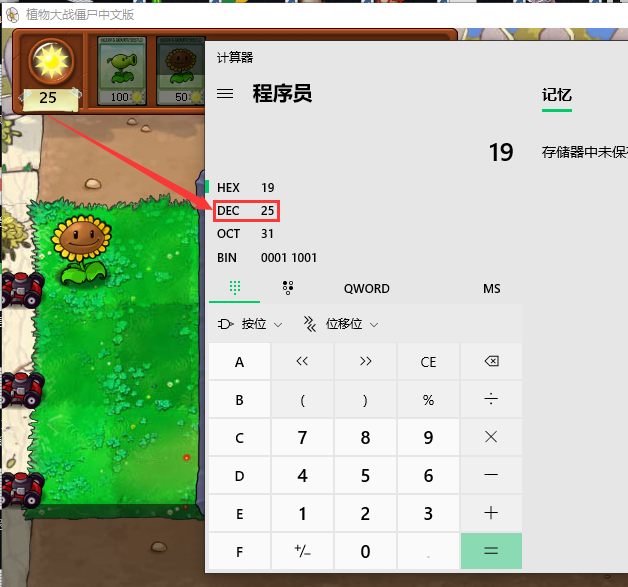 植物大战僵尸中文版
25
100
50
计算器
程序员
记忆
19
存储器中未保
HEX 19
DEC 25
OCT 31
BIN 0001 1001
QWORD
MS
按位
位移位
A << >> CE
B ( ) % ÷
C 7 8 9 ×
D 4 5 6 −
E 1 2 3 +
F +/− 0 . =